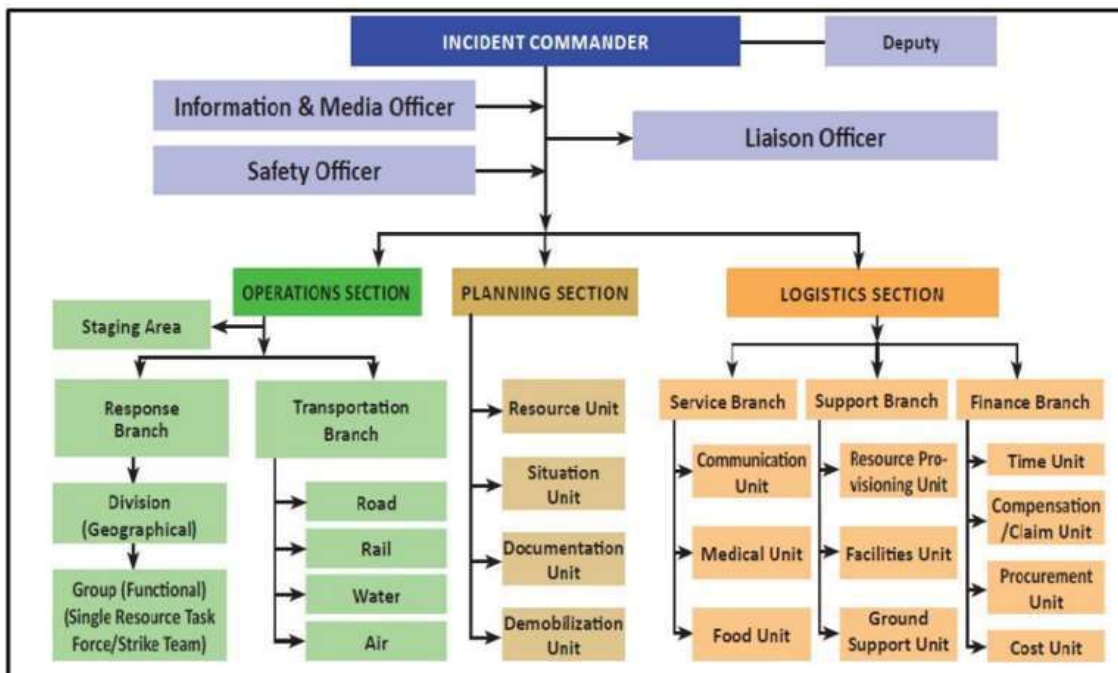 INCIDENT COMMANDER
Deputy
Information & Media Officer
Liaison Officer
Safety Officer
OPERATIONS SECTION
PLANNING SECTION
LOGISTICS SECTION
Staging Area
Response
Branch
Transportation
Branch
Division
(Geographical)
Group (Functional)
(Single Resource Task
Force/Strike Team)
Road
Rail
Water
Air
Resource Unit
Situation
Unit
Documentation
Unit
Demobilization
Unit
Service Branch
Support Branch
Finance Branch
Communication
Unit
Medical Unit
Food Unit
Resource Pro-
visioning Unit
Facilities Unit
Ground
Support Unit
Time Unit
Compensation
/Claim Unit
Procurement
Unit
Cost Unit